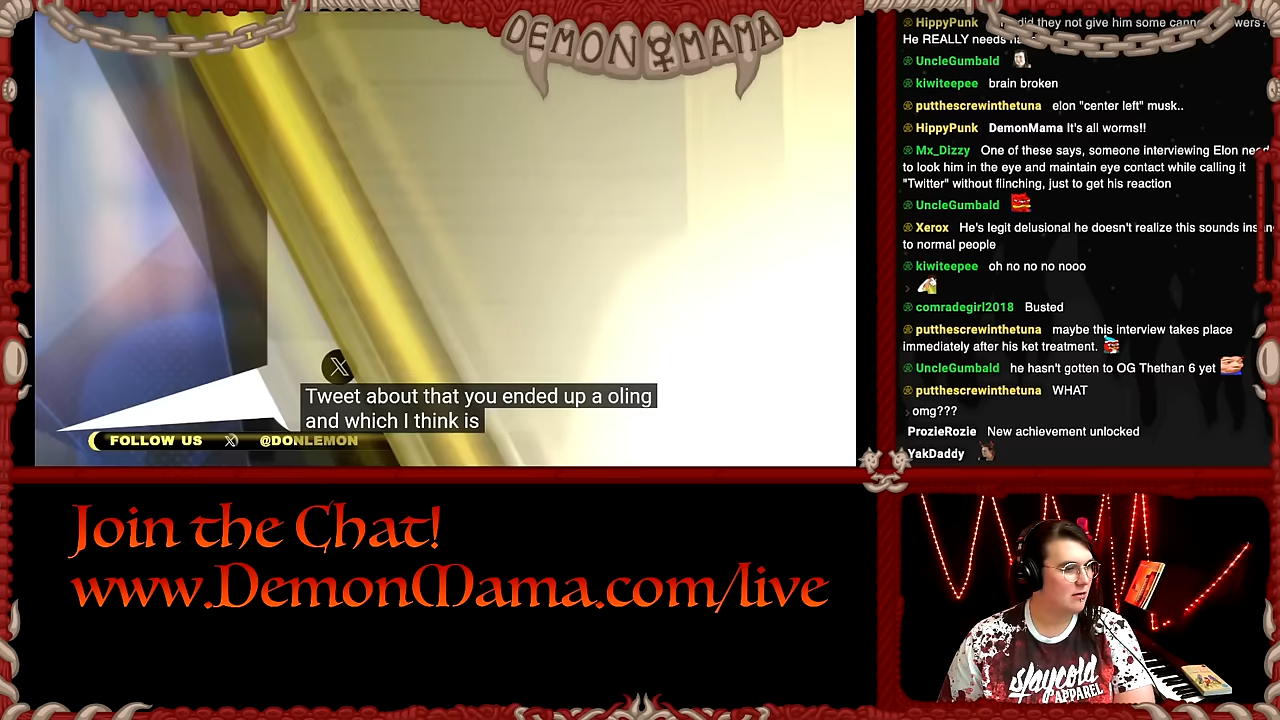 DEMON MAMA
HippyPunk did they not give him some
He REALLY needs
UncleGumbald
kiwiteepee brain broken
putthescrewinthetuna elon "center left" musk..
HippyPunk DemonMama It's all worms!!
Mx_Dizzy One of these says, someone interviewing Elon need
to look him in the eye and maintain eye contact while calling it
"Twitter" without flinching, just to get his reaction
UncleGumbald
Xerox He's legit delusional he doesn't realize this sounds
to normal people
kiwiteepee oh no no no nooo
comradegirl2018 Busted
putthescrewinthetuna maybe this interview takes place
immediately after his ket treatment.
UncleGumbald he hasn't gotten to OG Thethan 6 yet
putthescrewinthetuna WHAT
omg???
ProzieRozie New achievement unlocked
YakDaddy
X
Tweet about that you ended up a oling
and which I think is
FOLLOW US X @DONLEMON
Join the Chat!
www.DemonMama.com/live
slaycold
APPAREL